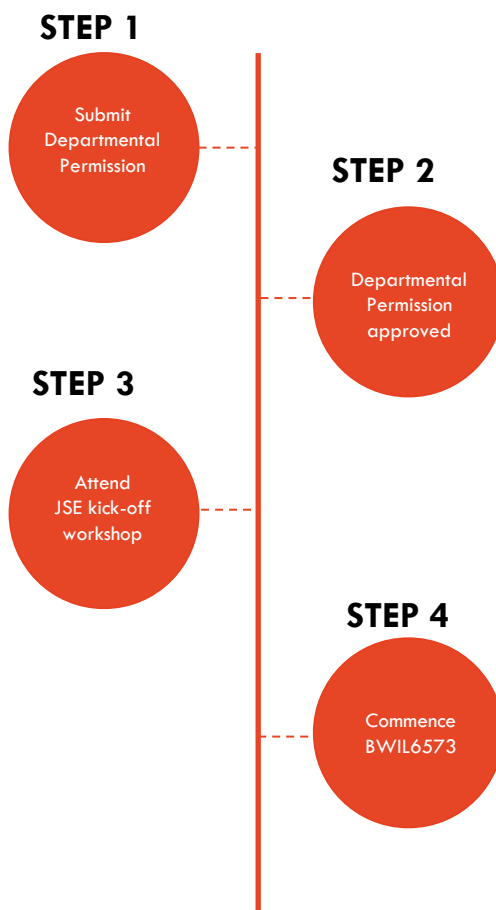 STEP 1
Submit
Departmental
Permission
STEP 2
Departmental
Permission
approved
STEP 3
Attend
JSE kick-off
workshop
STEP 4
Commence
BWIL6573